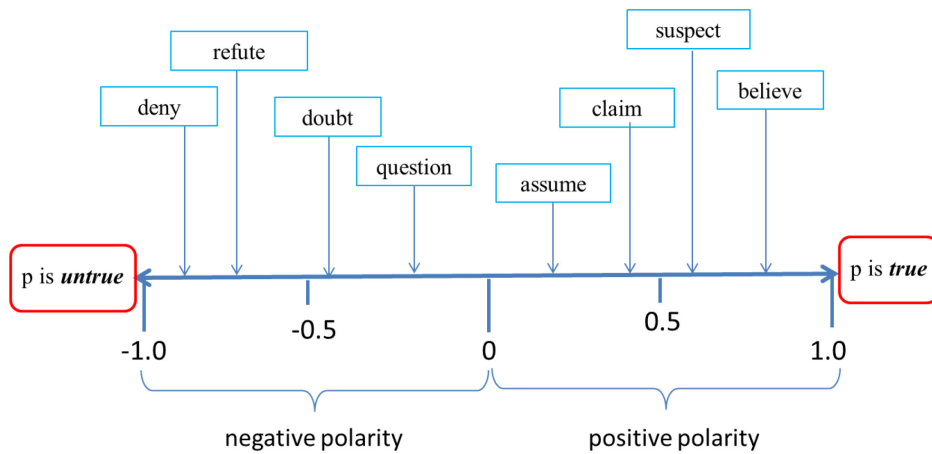 suspect
refute
believe
deny
claim
doubt
question
assume
p is untrue
p is true
-1.0
-0.5
0
0.5
1.0
negative polarity
positive polarity